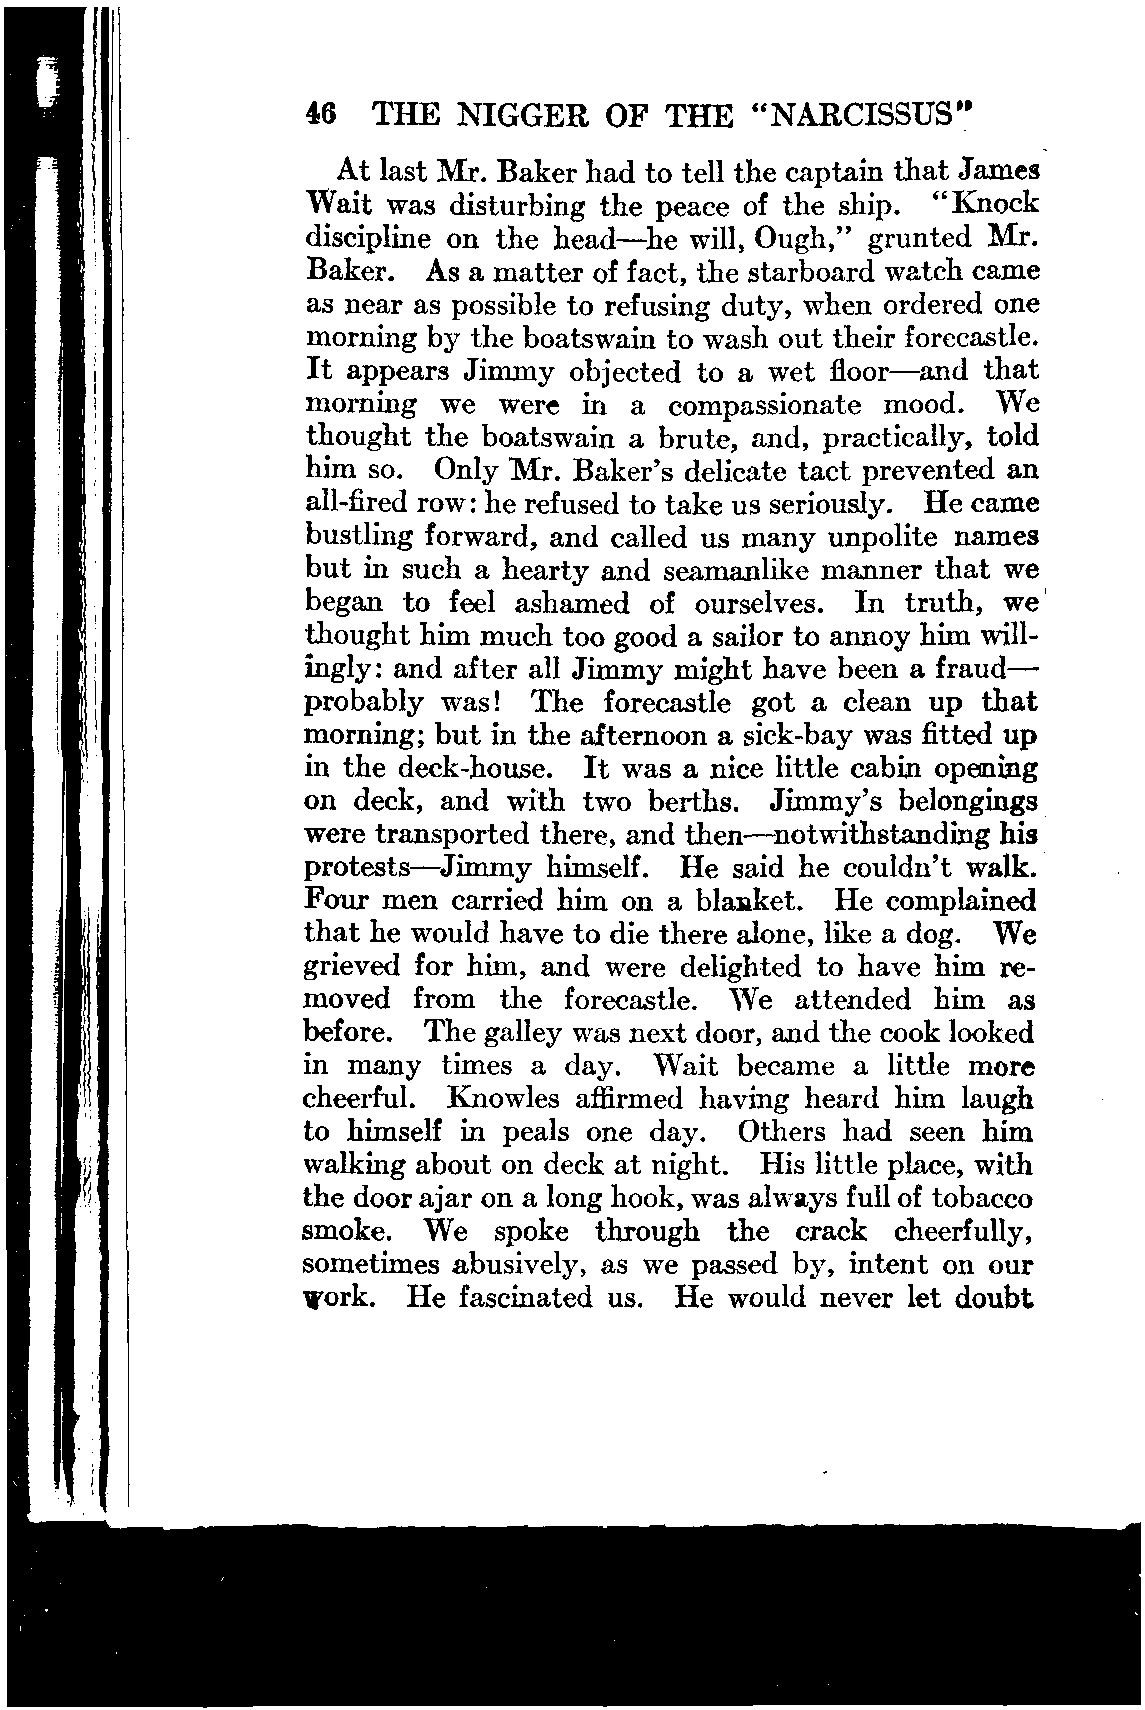 46 THE NIGGER OF THE "NARCISSUS"
At last Mr. Baker had to tell the captain that James
Wait was disturbing the peace of the ship. "Knock
discipline on the head—he will, Ough," grunted Mr.
Baker. As a matter of fact, the starboard watch came
as near as possible to refusing duty, when ordered one
morning by the boatswain to wash out their forecastle.
It appears Jimmy objected to a wet floor—and that
morning we were in a compassionate mood. We
thought the boatswain a brute, and, practically, told
him so. Only Mr. Baker's delicate tact prevented an
all-fired row: he refused to take us seriously. He came
bustling forward, and called us many unpolite names
but in such a hearty and seamanlike manner that we
began to feel ashamed of ourselves. In truth, we
thought him much too good a sailor to annoy him will-
ingly: and after all Jimmy might have been a fraud—
probably was! The forecastle got a clean up that
morning; but in the afternoon a sick-bay was fitted up
in the deck-house. It was a nice little cabin opening
on deck, and with two berths. Jimmy's belongings
were transported there, and then—notwithstanding his
protests—Jimmy himself. He said he couldn't walk.
Four men carried him on a blanket. He complained
that he would have to die there alone, like a dog. We
grieved for him, and were delighted to have him re-
moved from the forecastle. We attended him as
before. The galley was next door, and the cook looked
in many times a day. Wait became a little more
cheerful. Knowles affirmed having heard him laugh
to himself in peals one day. Others had seen him
walking about on deck at night. His little place, with
the door ajar on a long hook, was always full of tobacco
smoke. We spoke through the crack cheerfully,
sometimes abusively, as we passed by, intent on our
work. He fascinated us. He would never let doubt